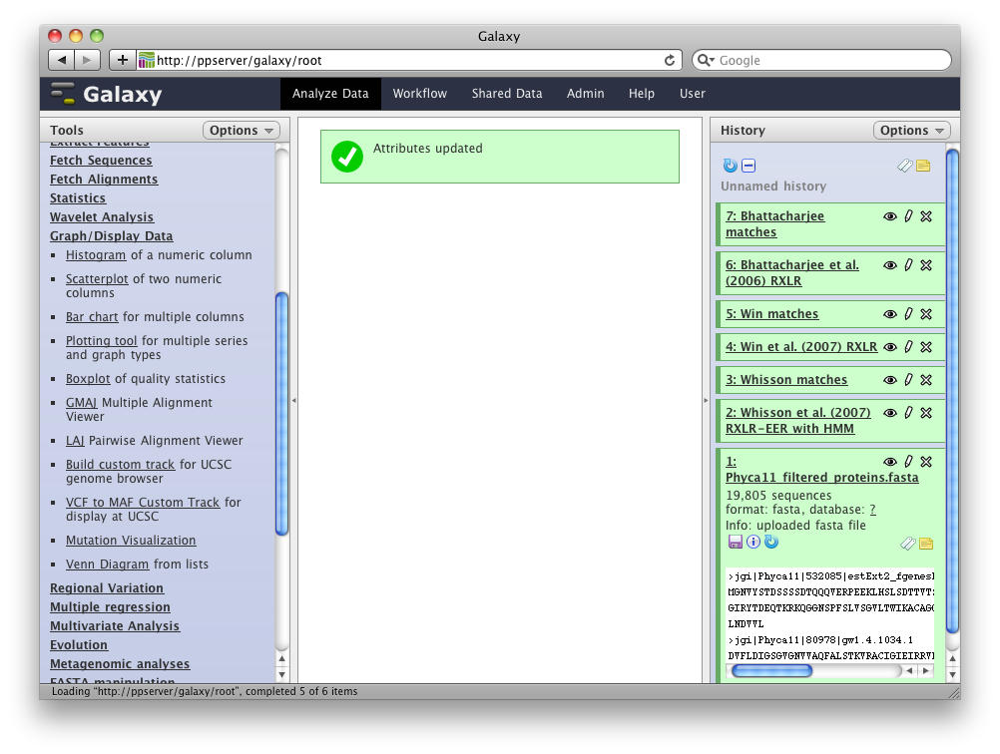 Galaxy
http://ppserver/galaxy/root
Google
Galaxy
Analyze Data
Workflow
Shared Data
Admin
Help
User
Tools
Options
Extract Features
Fetch Sequences
Fetch Alignments
Statistics
Wavelet Analysis
Graph/Display Data
Histogram of a numeric column
Scatterplot of two numeric
columns
Bar chart for multiple columns
Plotting tool for multiple series
and graph types
Boxplot of quality statistics
GMAJ Multiple Alignment
Viewer
LAJ Pairwise Alignment Viewer
Build custom track for UCSC
genome browser
VCF to MAF Custom Track for
display at UCSC
Mutation Visualization
Venn Diagram from lists
Regional Variation
Multiple regression
Multivariate Analysis
Evolution
Metagenomic analyses
FASTA manipulation
Attributes updated
History
Options
Unnamed history
7: Bhattacharjee
matches
6: Bhattacharjee et al.
(2006) RXLR
5: Win matches
4: Win et al. (2007) RXLR
3: Whisson matches
2: Whisson et al. (2007)
RXLR-EER with HMM
1:
Phyca11_filtered_proteins.fasta
19,805 sequences
format: fasta, database: ?
Info: uploaded fasta file
>jgi|Phyca11|532085|estExt2_fgenes
MGNVYSTDSSSSDTQQQVERPEEKLHSLSDTTVT
GIRYTDEQTKRKQGGNSPFSLVSGVLTWIKACAG
LNDVVL
>jgi|Phyca11|80978|gw1.4.1034.1
DVFLDIGSGVGNVVAQFALSTKVRACIGIEIRRV
Loading "http://ppserver/galaxy/root", completed 5 of 6 items